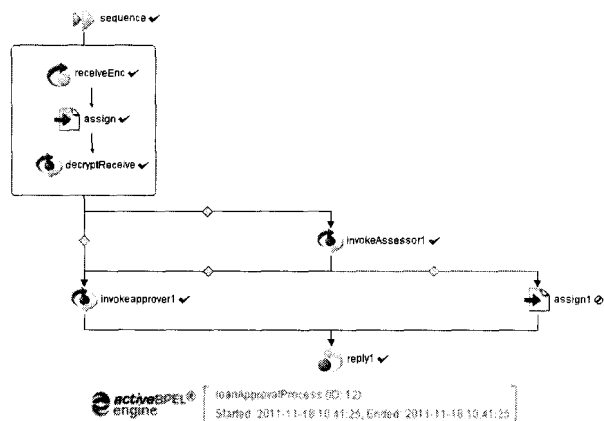 sequence
receiveEnc
assign
decryptReceive
invokeAssessor1
invokeapprover1
assign1
reply1
activeBPEL®
engine
loanApprovalProcess (ID: 12)
Started: 2011-11-18 10:41:25, Ended: 2011-11-18 10:41:25